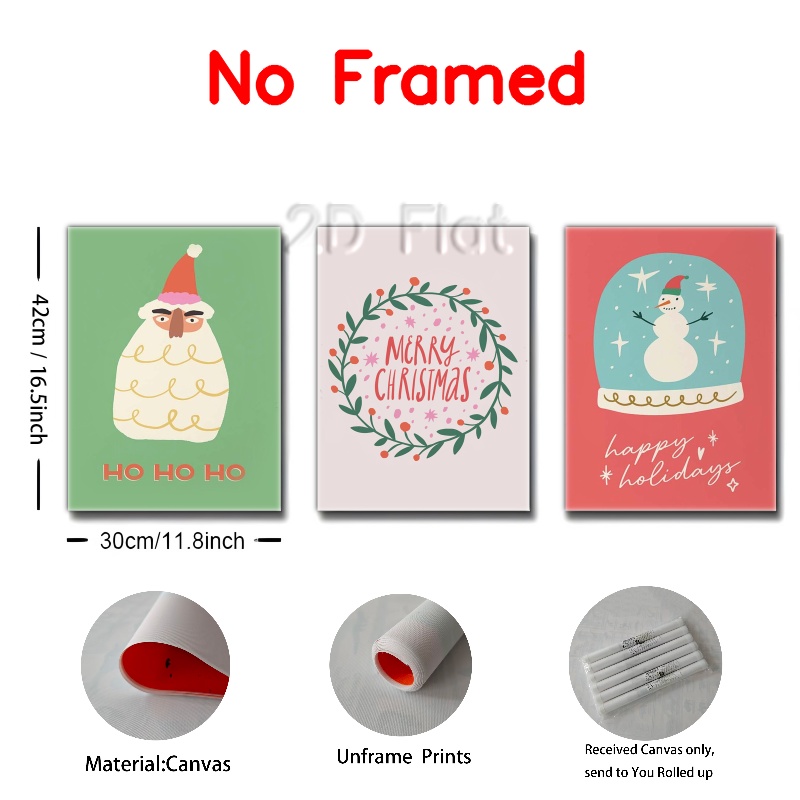 No Framed
2D Flat
42cm / 16.5inch
HO HO HO
MERRY
CHRISTMAS
happy
holidays
30cm/11.8inch
Material:Canvas
Unframe Prints
Received Canvas only,
send to You Rolled up